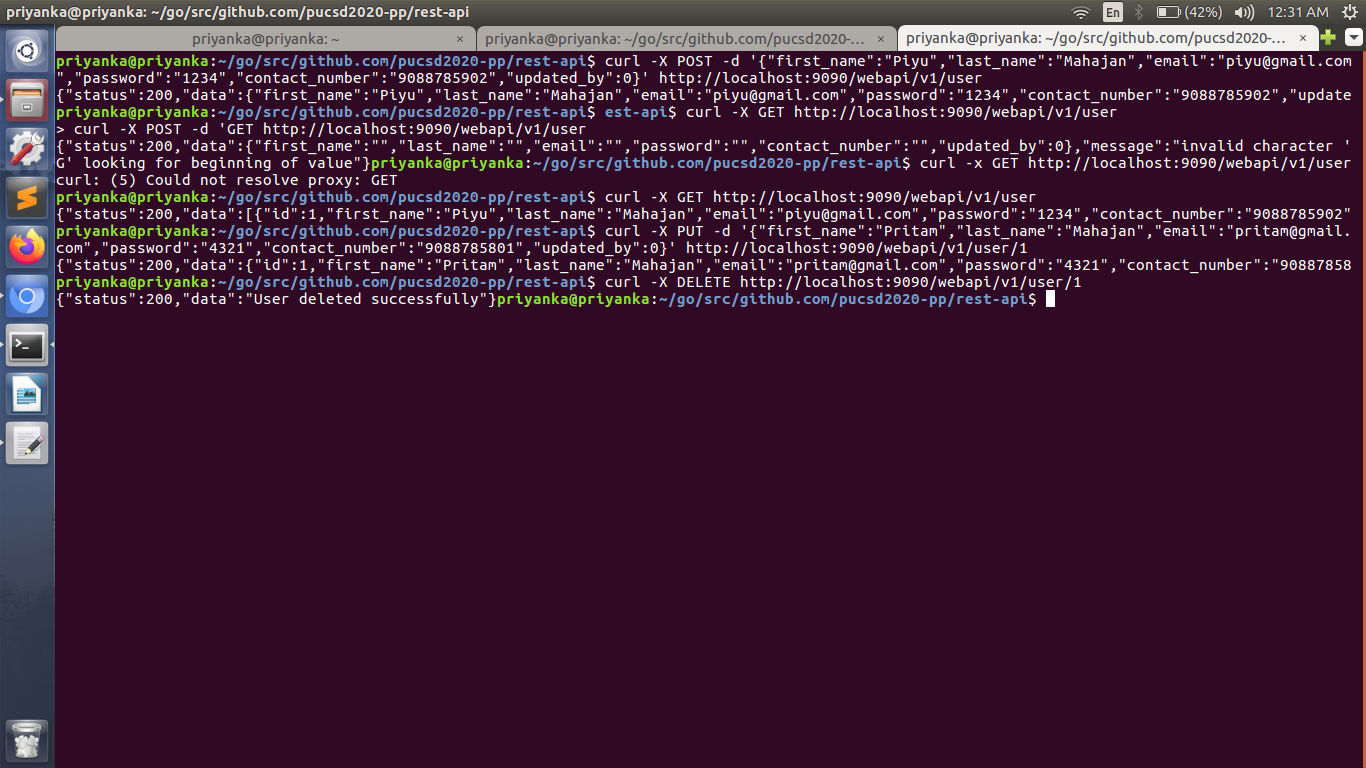 priyanka@priyanka: ~/go/src/github.com/pucsd2020-pp/rest-api
En
(42%)
12:31 AM
priyanka@priyanka: ~ ×
priyanka@priyanka: ~/go/src/github.com/pucsd2020-... ×
priyanka@priyanka: ~/go/src/github.com/pucsd2020-... ×
priyanka@priyanka:~/go/src/github.com/pucsd2020-pp/rest-api$ curl -X POST -d '{"first_name":"Piyu","last_name":"Mahajan","email":"piyu@gmail.com
","password":"1234","contact_number":"9088785902","updated_by":0}' http://localhost:9090/webapi/v1/user
{"status":200,"data":{"first_name":"Piyu","last_name":"Mahajan","email":"piyu@gmail.com","password":"1234","contact_number":"9088785902","update
priyanka@priyanka:~/go/src/github.com/pucsd2020-pp/rest-api$ est-api$ curl -X GET http://localhost:9090/webapi/v1/user
> curl -X POST -d 'GET http://localhost:9090/webapi/v1/user
{"status":200,"data":{"first_name":"","last_name":"","email":"","password":"","contact_number":"","updated_by":0},"message":"invalid character '
G' looking for beginning of value"}priyanka@priyanka:~/go/src/github.com/pucsd2020-pp/rest-api$ curl -x GET http://localhost:9090/webapi/v1/user
curl: (5) Could not resolve proxy: GET
priyanka@priyanka:~/go/src/github.com/pucsd2020-pp/rest-api$ curl -X GET http://localhost:9090/webapi/v1/user
{"status":200,"data":[{"id":1,"first_name":"Piyu","last_name":"Mahajan","email":"piyu@gmail.com","password":"1234","contact_number":"9088785902"
priyanka@priyanka:~/go/src/github.com/pucsd2020-pp/rest-api$ curl -X PUT -d '{"first_name":"Pritam","last_name":"Mahajan","email":"pritam@gmail.
com","password":"4321","contact_number":"9088785801","updated_by":0}' http://localhost:9090/webapi/v1/user/1
{"status":200,"data":{"id":1,"first_name":"Pritam","last_name":"Mahajan","email":"pritam@gmail.com","password":"4321","contact_number":"90887858
priyanka@priyanka:~/go/src/github.com/pucsd2020-pp/rest-api$ curl -X DELETE http://localhost:9090/webapi/v1/user/1
{"status":200,"data":"User deleted successfully"}priyanka@priyanka:~/go/src/github.com/pucsd2020-pp/rest-api$